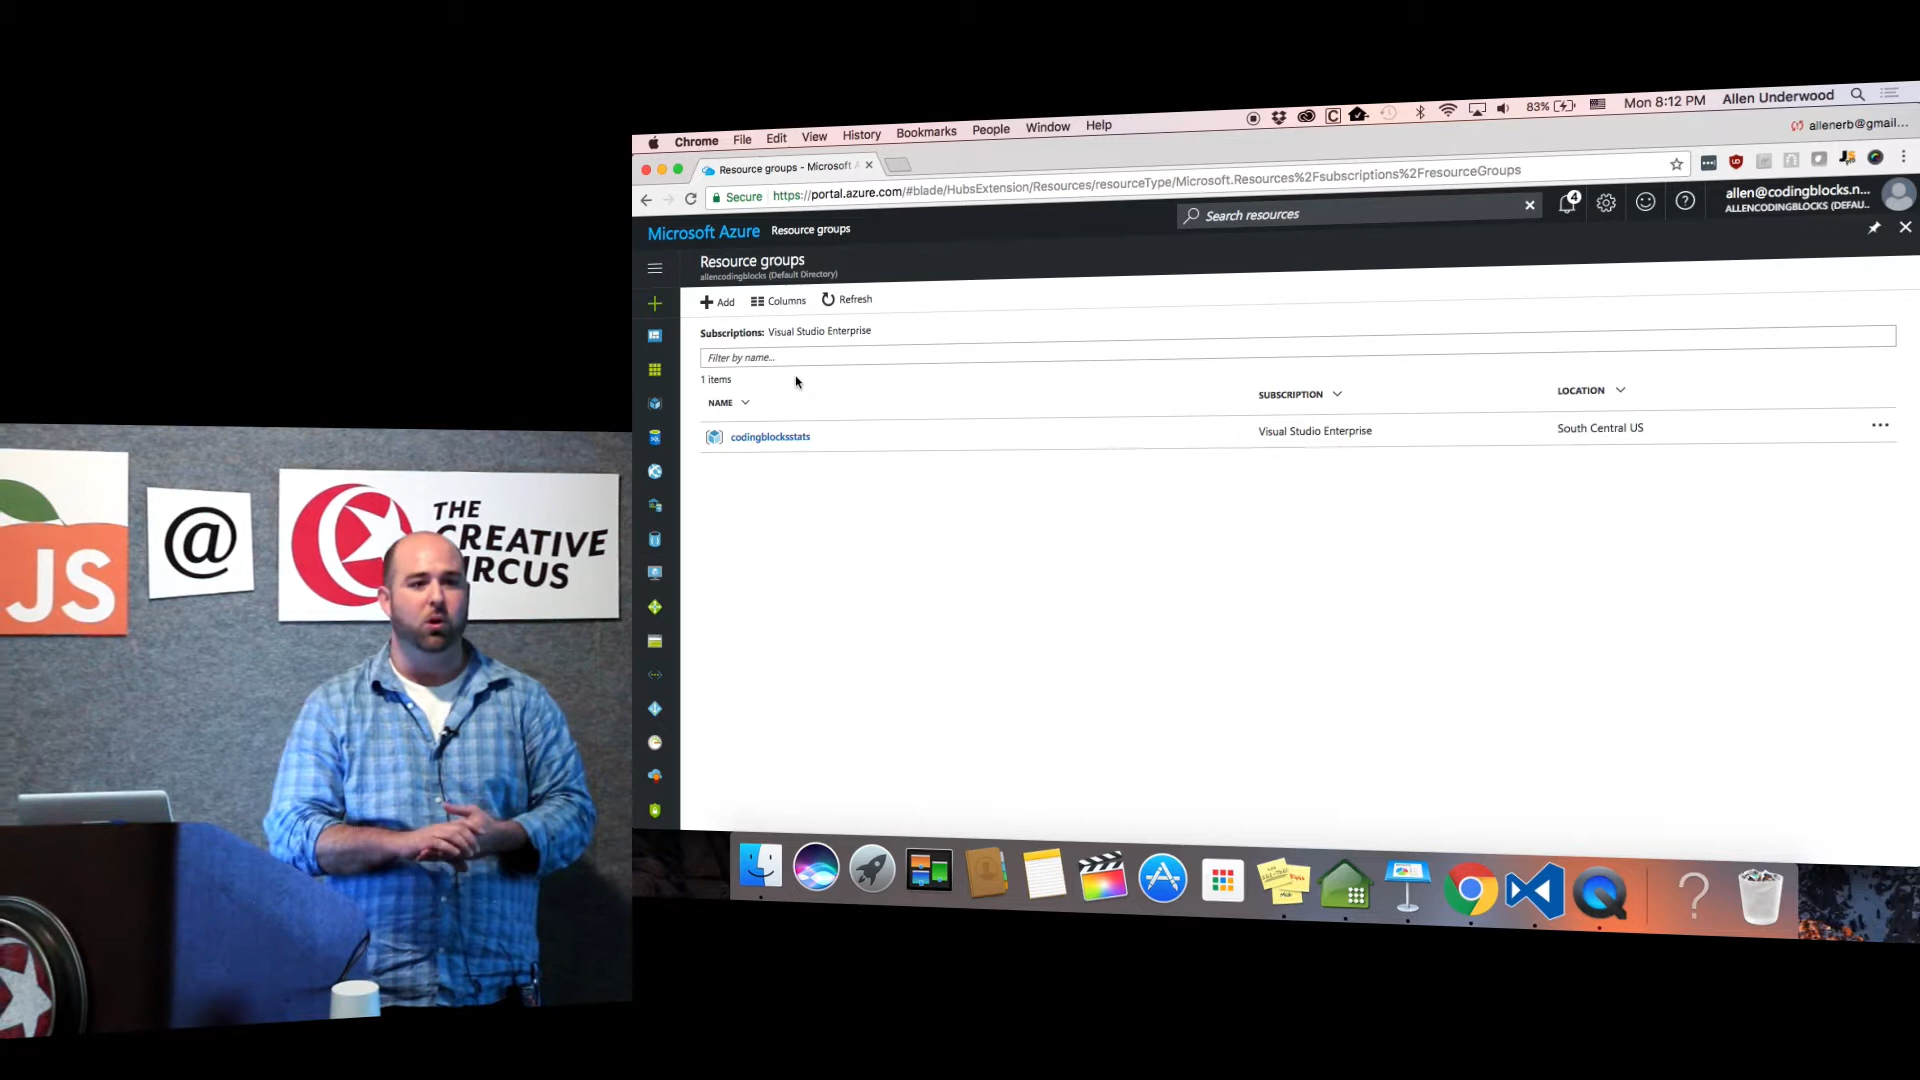 Chrome File Edit View History Bookmarks People Window Help
83% Mon 8:12 PM Allen Underwood
allenerb@gmail...
Resource groups - Microsoft A
Secure https://portal.azure.com/#blade/HubsExtension/Resources/resourceType/Microsoft.Resources%2Fsubscriptions%2FresourceGroups
Microsoft Azure Resource groups
Search resources
4
allen@codingblocks.n...
ALLENCODINGBLOCKS (DEFAU...
Resource groups
allencodingblocks (Default Directory)
Add Columns Refresh
Subscriptions: Visual Studio Enterprise
Filter by name...
1 items
NAME SUBSCRIPTION LOCATION
codingblocksstats Visual Studio Enterprise South Central US
JS
@
THE
CREATIVE
IRCUS